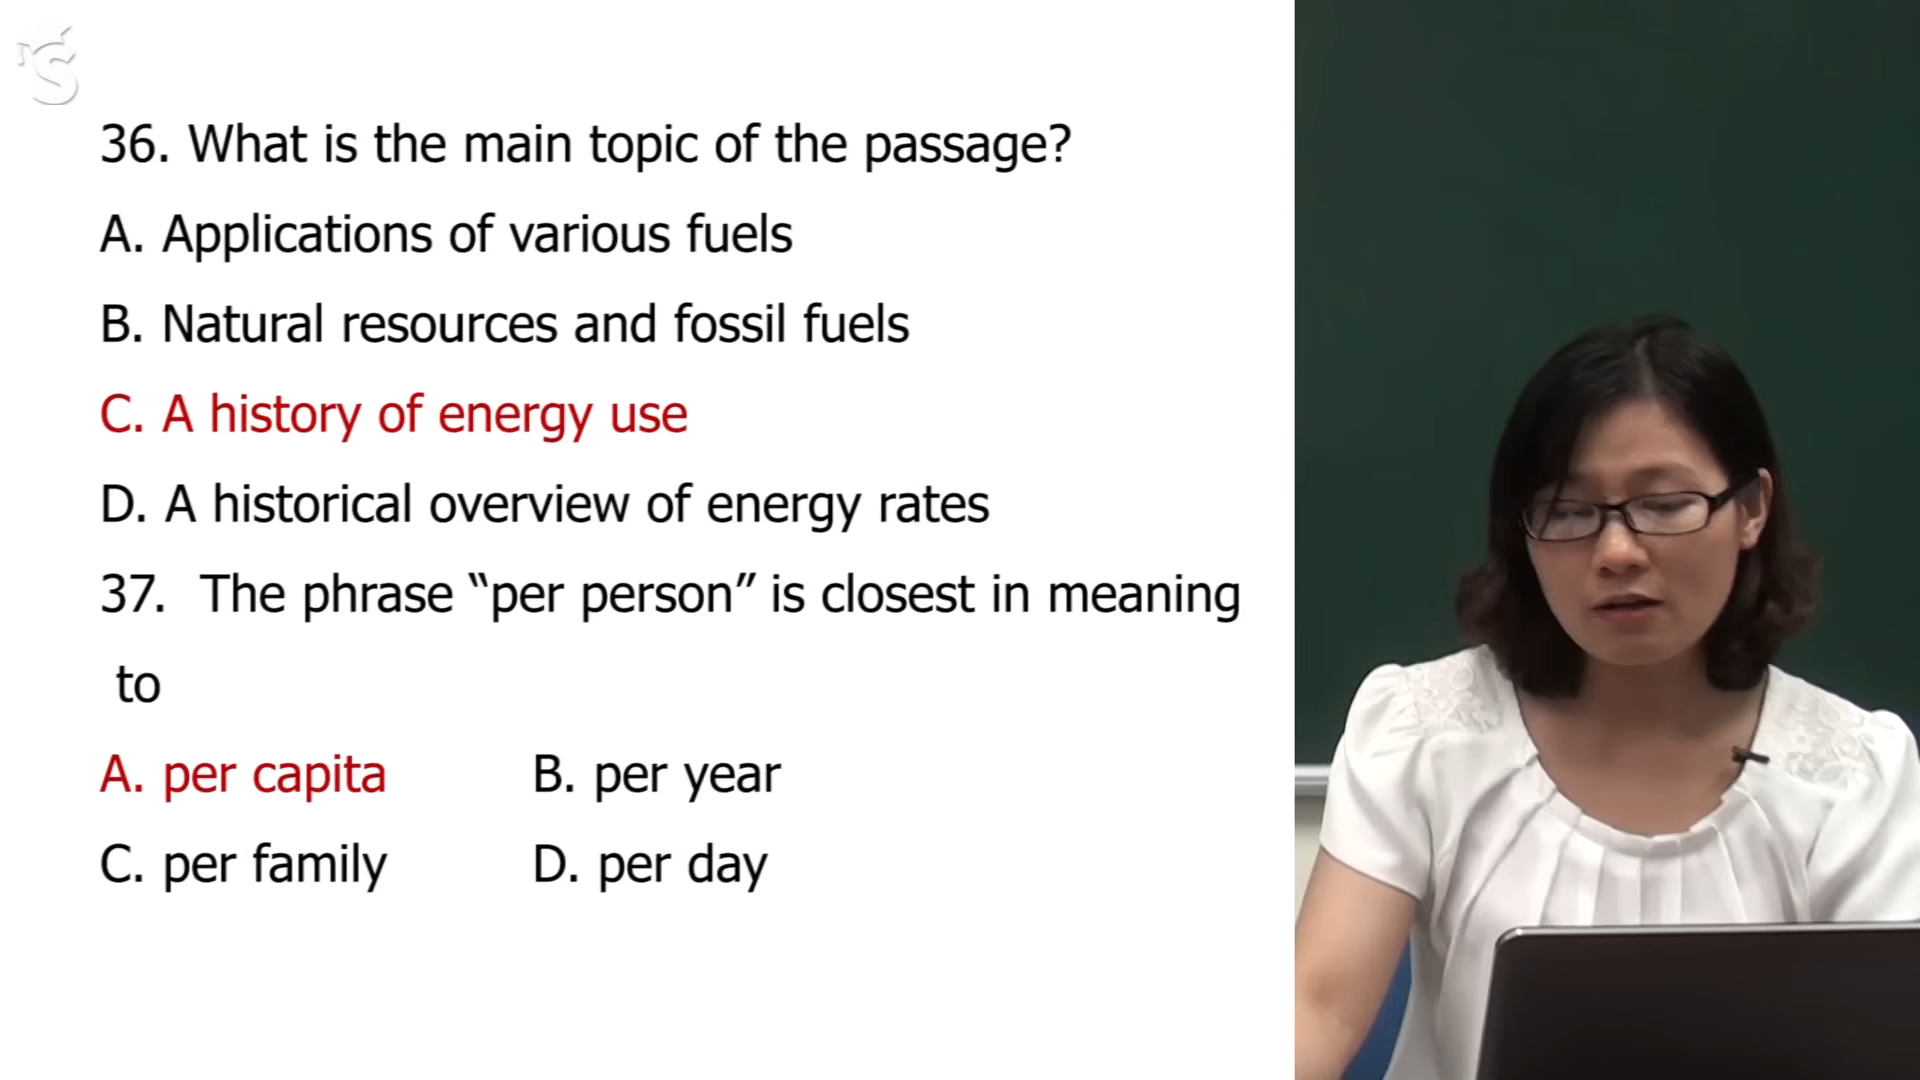 36. What is the main topic of the passage?
A. Applications of various fuels
B. Natural resources and fossil fuels
C. A history of energy use
D. A historical overview of energy rates
37. The phrase “per person” is closest in meaning
to
A. per capita B. per year
C. per family D. per day